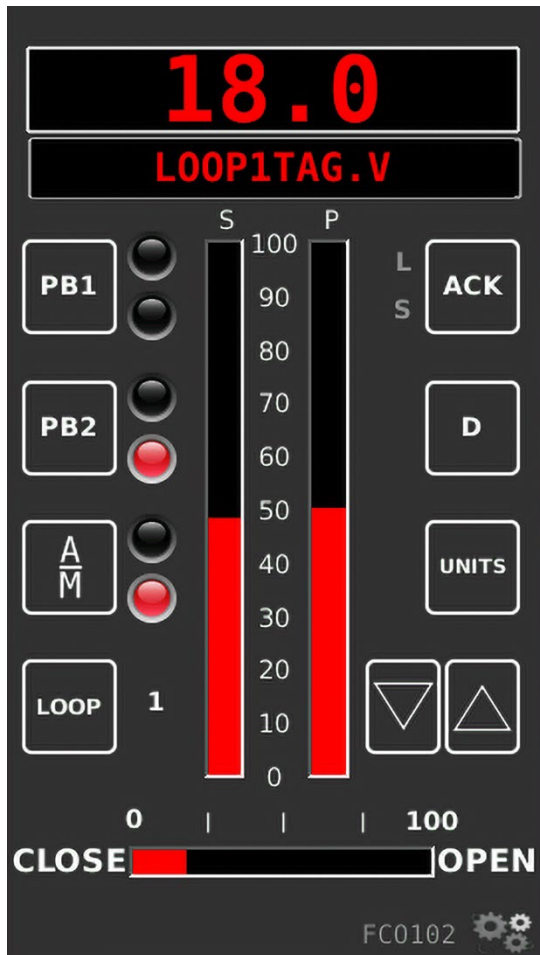 18.0
LOOP1TAG.V
S P
100
90
80
70
60
50
40
30
20
10
0
PB1
PB2
A
M
LOOP 1
L
S
ACK
D
UNITS
0 100
CLOSE OPEN
FC0102